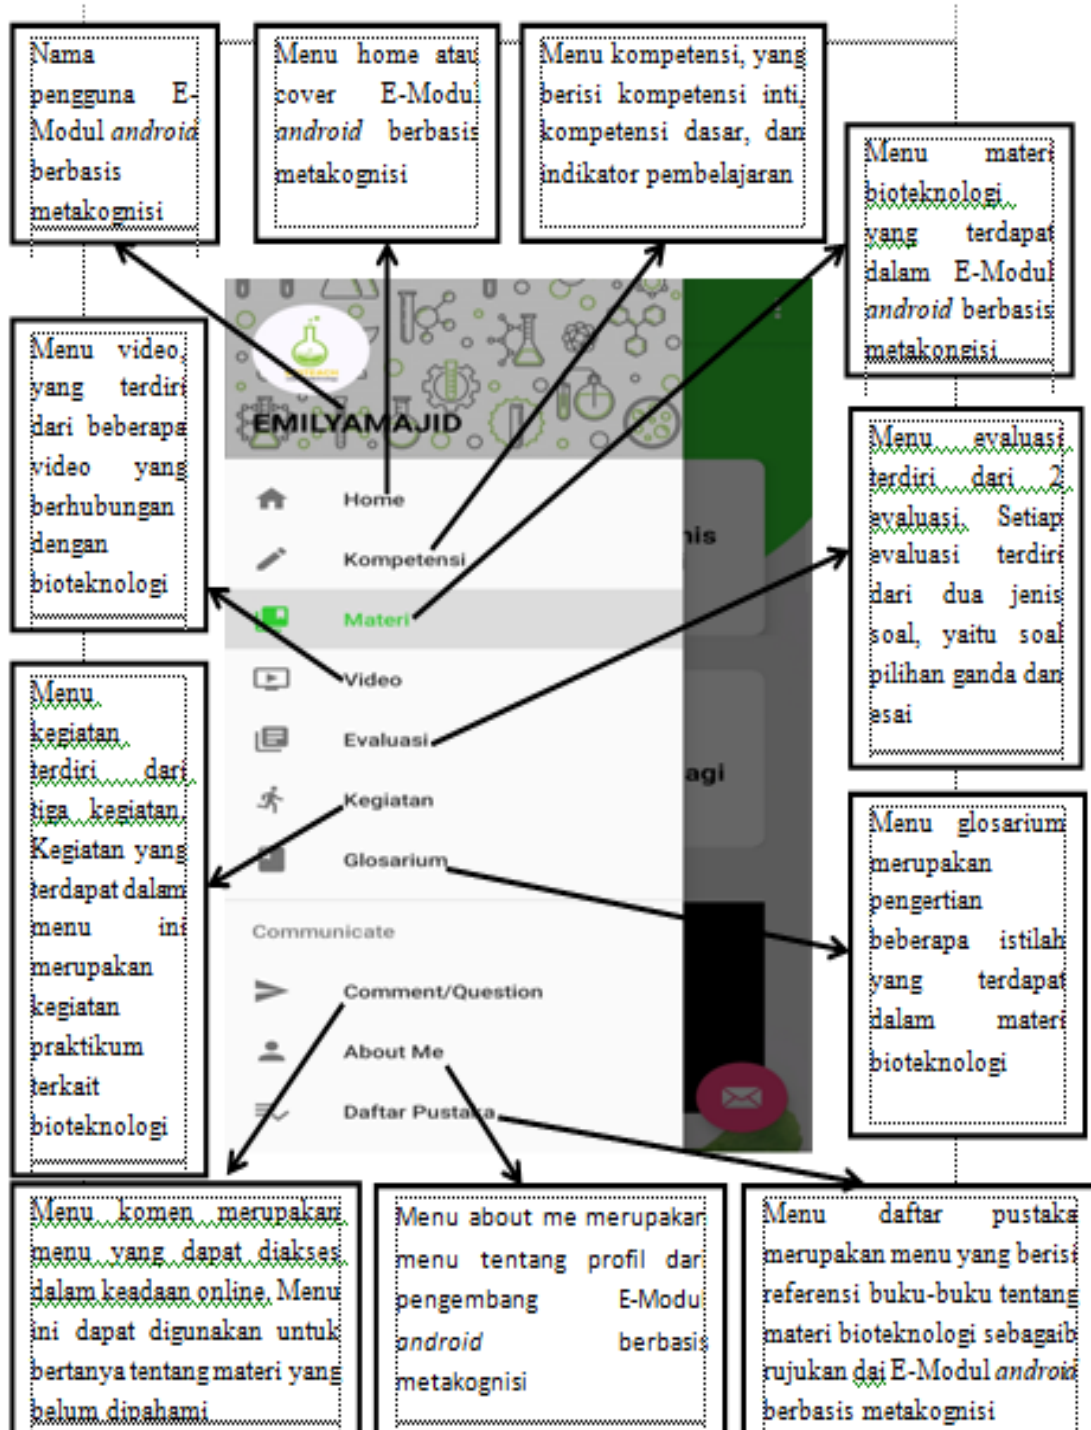 Nama
pengguna E-
Modul android
berbasis
metakognisi
Menu home atau
cover E-Modul
android berbasis
metakognisi
Menu kompetensi, yang
berisi kompetensi inti,
kompetensi dasar, dan
indikator pembelajaran
Menu materi
bioteknologi
yang terdapat
dalam E-Modul
android berbasis
metakongisi
Menu video,
yang terdiri
dari beberapa
video yang
berhubungan
dengan
bioteknologi
Menu evaluasi
terdiri dari 2
evaluasi. Setiap
evaluasi terdiri
dari dua jenis
soal, yaitu soal
pilihan ganda dan
esai
Menu
kegiatan
terdiri dari
tiga kegiatan.
Kegiatan yang
terdapat dalam
menu ini
merupakan
kegiatan
praktikum
terkait
bioteknologi
Menu glosarium
merupakan
pengertian
beberapa istilah
yang terdapat
dalam materi
bioteknologi
EMILYAMAJID
Home
Kompetensi
Materi
Video
Evaluasi
Kegiatan
Glosarium
Communicate
Comment/Question
About Me
Daftar Pustaka
nis
agi
Menu komen merupakan
menu yang dapat diakses
dalam keadaan online. Menu
ini dapat digunakan untuk
bertanya tentang materi yang
belum dipahami
Menu about me merupakan
menu tentang profil dari
pengembang E-Modul
android berbasis
metakognisi
Menu daftar pustaka
merupakan menu yang berisi
referensi buku-buku tentang
materi bioteknologi sebagaib
rujukan dai E-Modul android
berbasis metakognisi